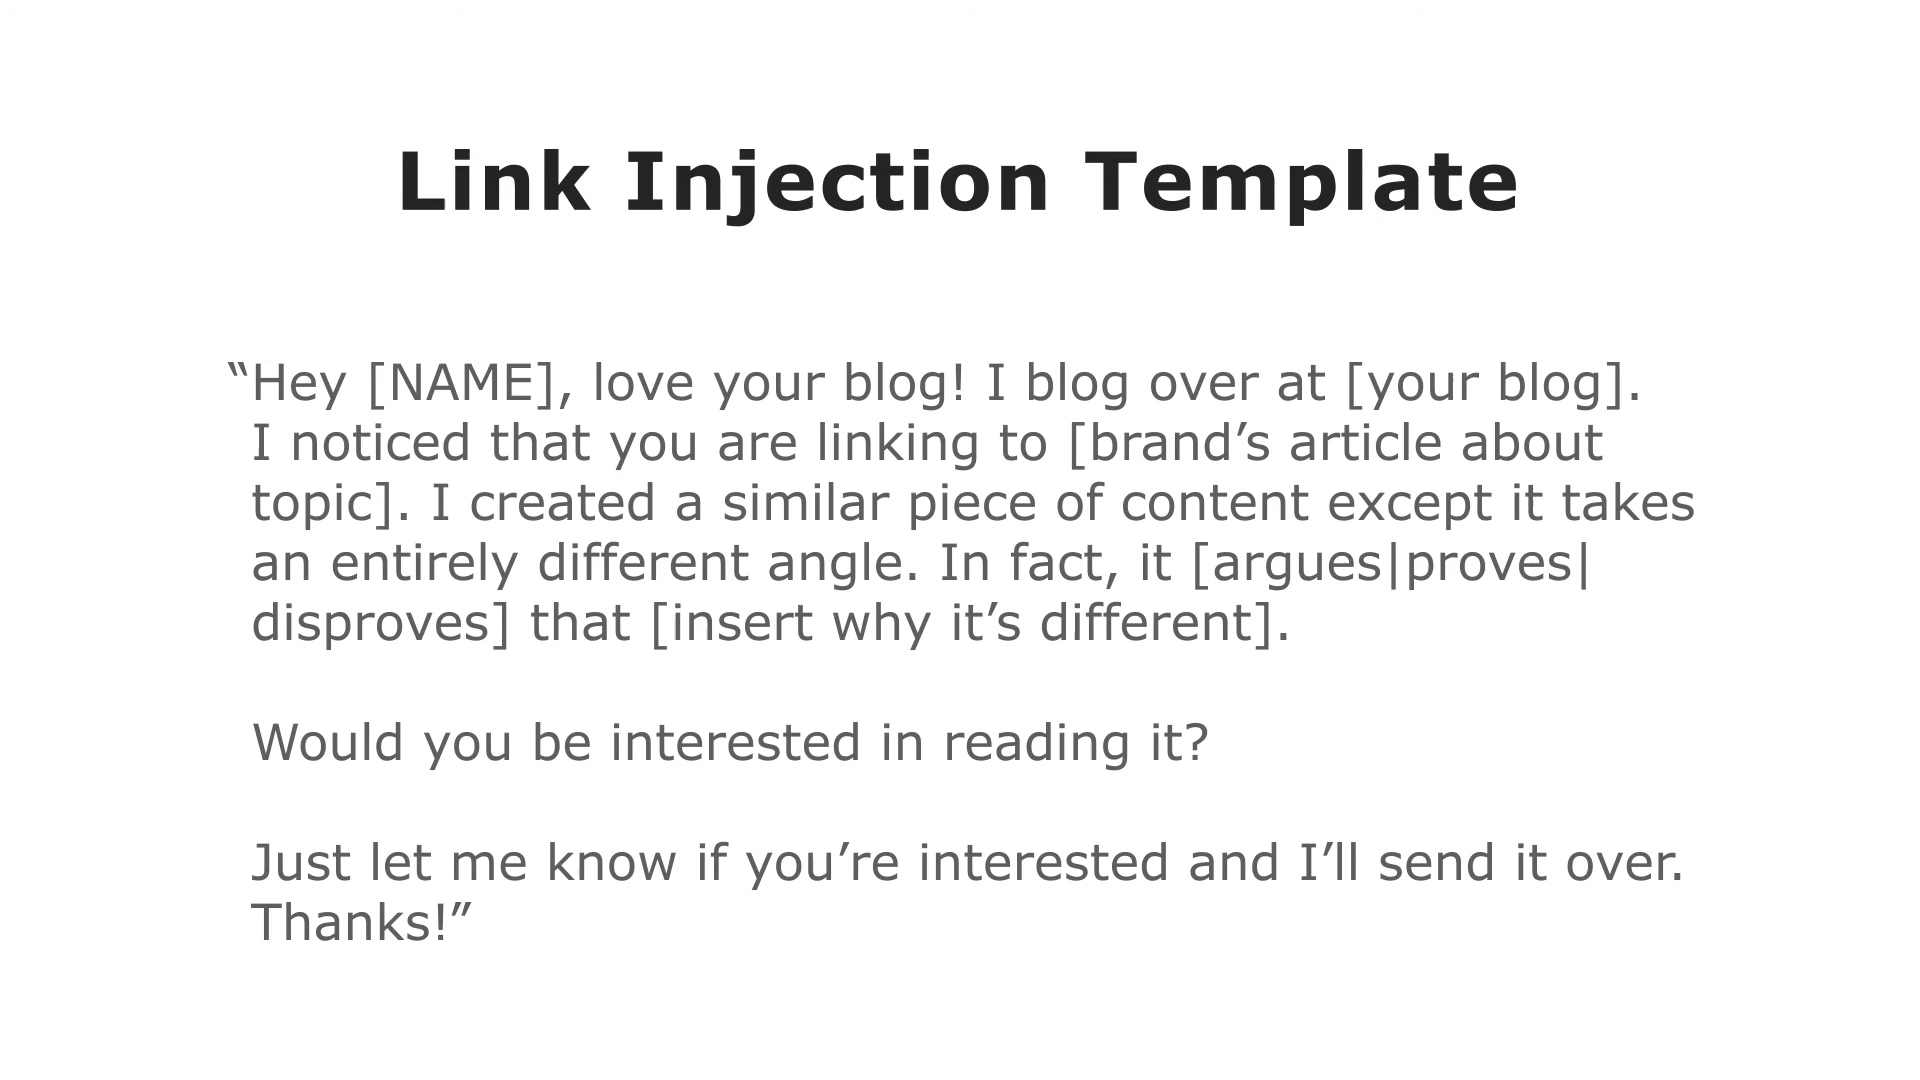 Link Injection Template
“Hey [NAME], love your blog! I blog over at [your blog].
I noticed that you are linking to [brand’s article about
topic]. I created a similar piece of content except it takes
an entirely different angle. In fact, it [argues|proves|
disproves] that [insert why it’s different].
Would you be interested in reading it?
Just let me know if you’re interested and I’ll send it over.
Thanks!”